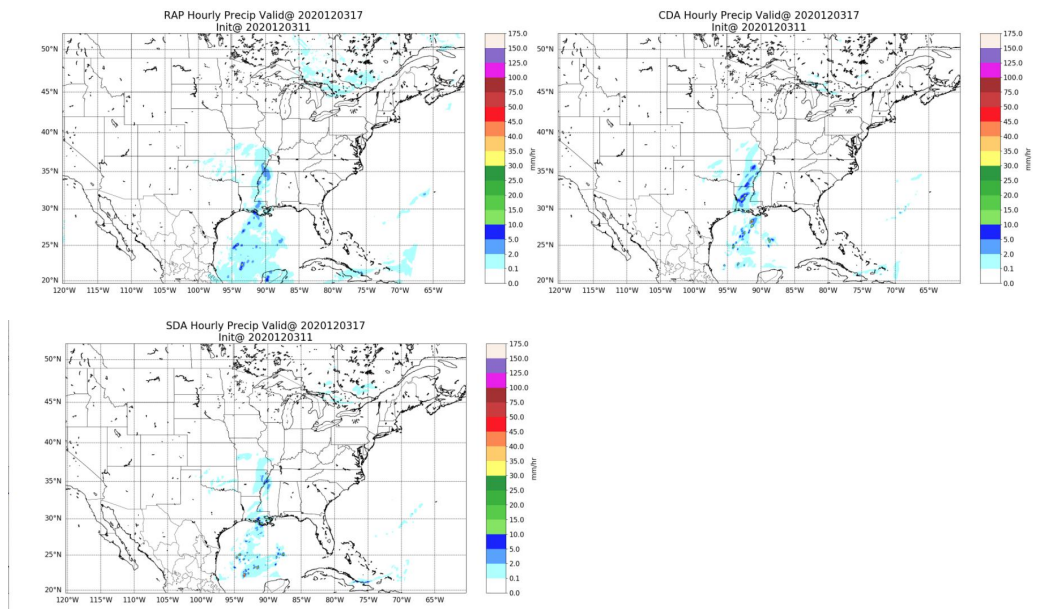 RAP Hourly Precip Valid@ 2020120317
Init@ 2020120311
50°N
45°N
40°N
35°N
30°N
25°N
20°N
120°W 115°W 110°W 105°W 100°W 95°W 90°W 85°W 80°W 75°W 70°W 65°W
175.0
150.0
125.0
100.0
75.0
50.0
45.0
40.0
35.0
30.0
25.0
20.0
15.0
10.0
5.0
2.0
0.1
0.0
mm/hr
CDA Hourly Precip Valid@ 2020120317
Init@ 2020120311
50°N
45°N
40°N
35°N
30°N
25°N
20°N
120°W 115°W 110°W 105°W 100°W 95°W 90°W 85°W 80°W 75°W 70°W 65°W
175.0
150.0
125.0
100.0
75.0
50.0
45.0
40.0
35.0
30.0
25.0
20.0
15.0
10.0
5.0
2.0
0.1
0.0
mm/hr
SDA Hourly Precip Valid@ 2020120317
Init@ 2020120311
50°N
45°N
40°N
35°N
30°N
25°N
20°N
120°W 115°W 110°W 105°W 100°W 95°W 90°W 85°W 80°W 75°W 70°W 65°W
175.0
150.0
125.0
100.0
75.0
50.0
45.0
40.0
35.0
30.0
25.0
20.0
15.0
10.0
5.0
2.0
0.1
0.0
mm/hr